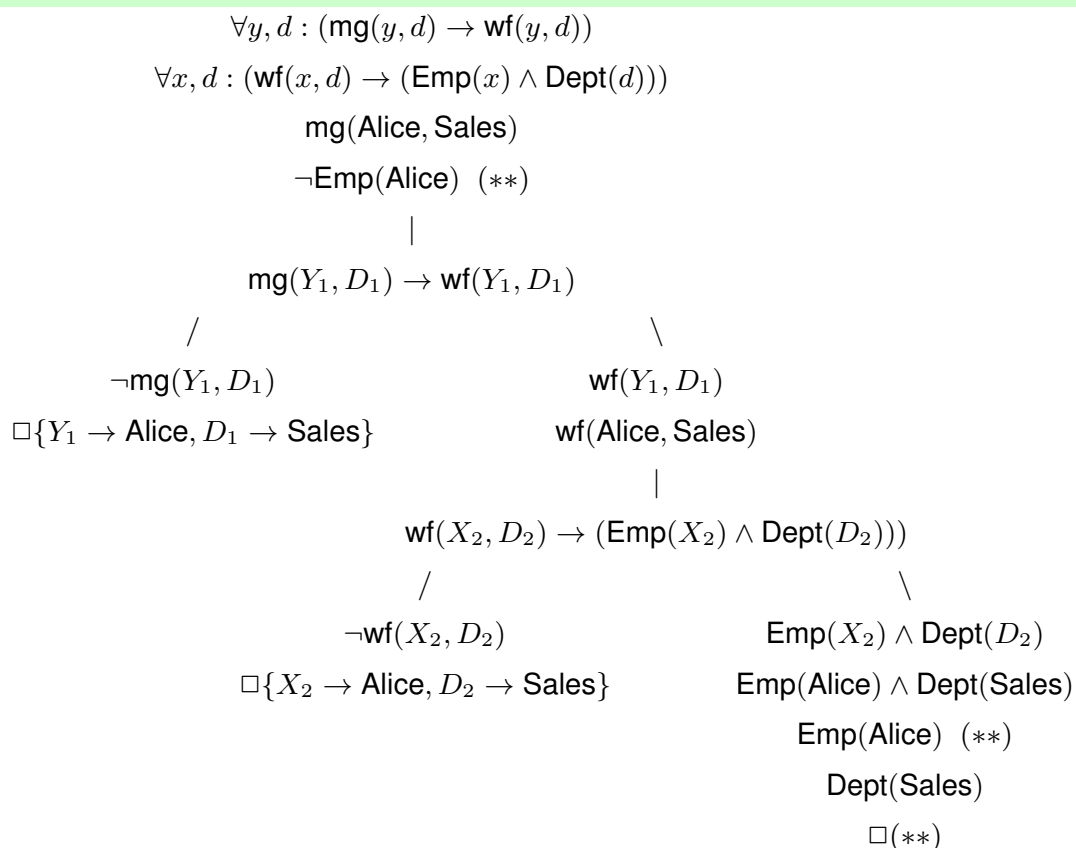 ∀y, d : (mg(y, d) → wf(y, d))
∀x, d : (wf(x, d) → (Emp(x) ∧ Dept(d)))
mg(Alice, Sales)
¬Emp(Alice) (∗∗)
|
mg(Y₁, D₁) → wf(Y₁, D₁)
/ \
¬mg(Y₁, D₁) wf(Y₁, D₁)
□{Y₁ → Alice, D₁ → Sales} wf(Alice, Sales)
|
wf(X₂, D₂) → (Emp(X₂) ∧ Dept(D₂)))
/ \
¬wf(X₂, D₂) Emp(X₂) ∧ Dept(D₂)
□{X₂ → Alice, D₂ → Sales} Emp(Alice) ∧ Dept(Sales)
Emp(Alice) (∗∗)
Dept(Sales)
□(∗∗)